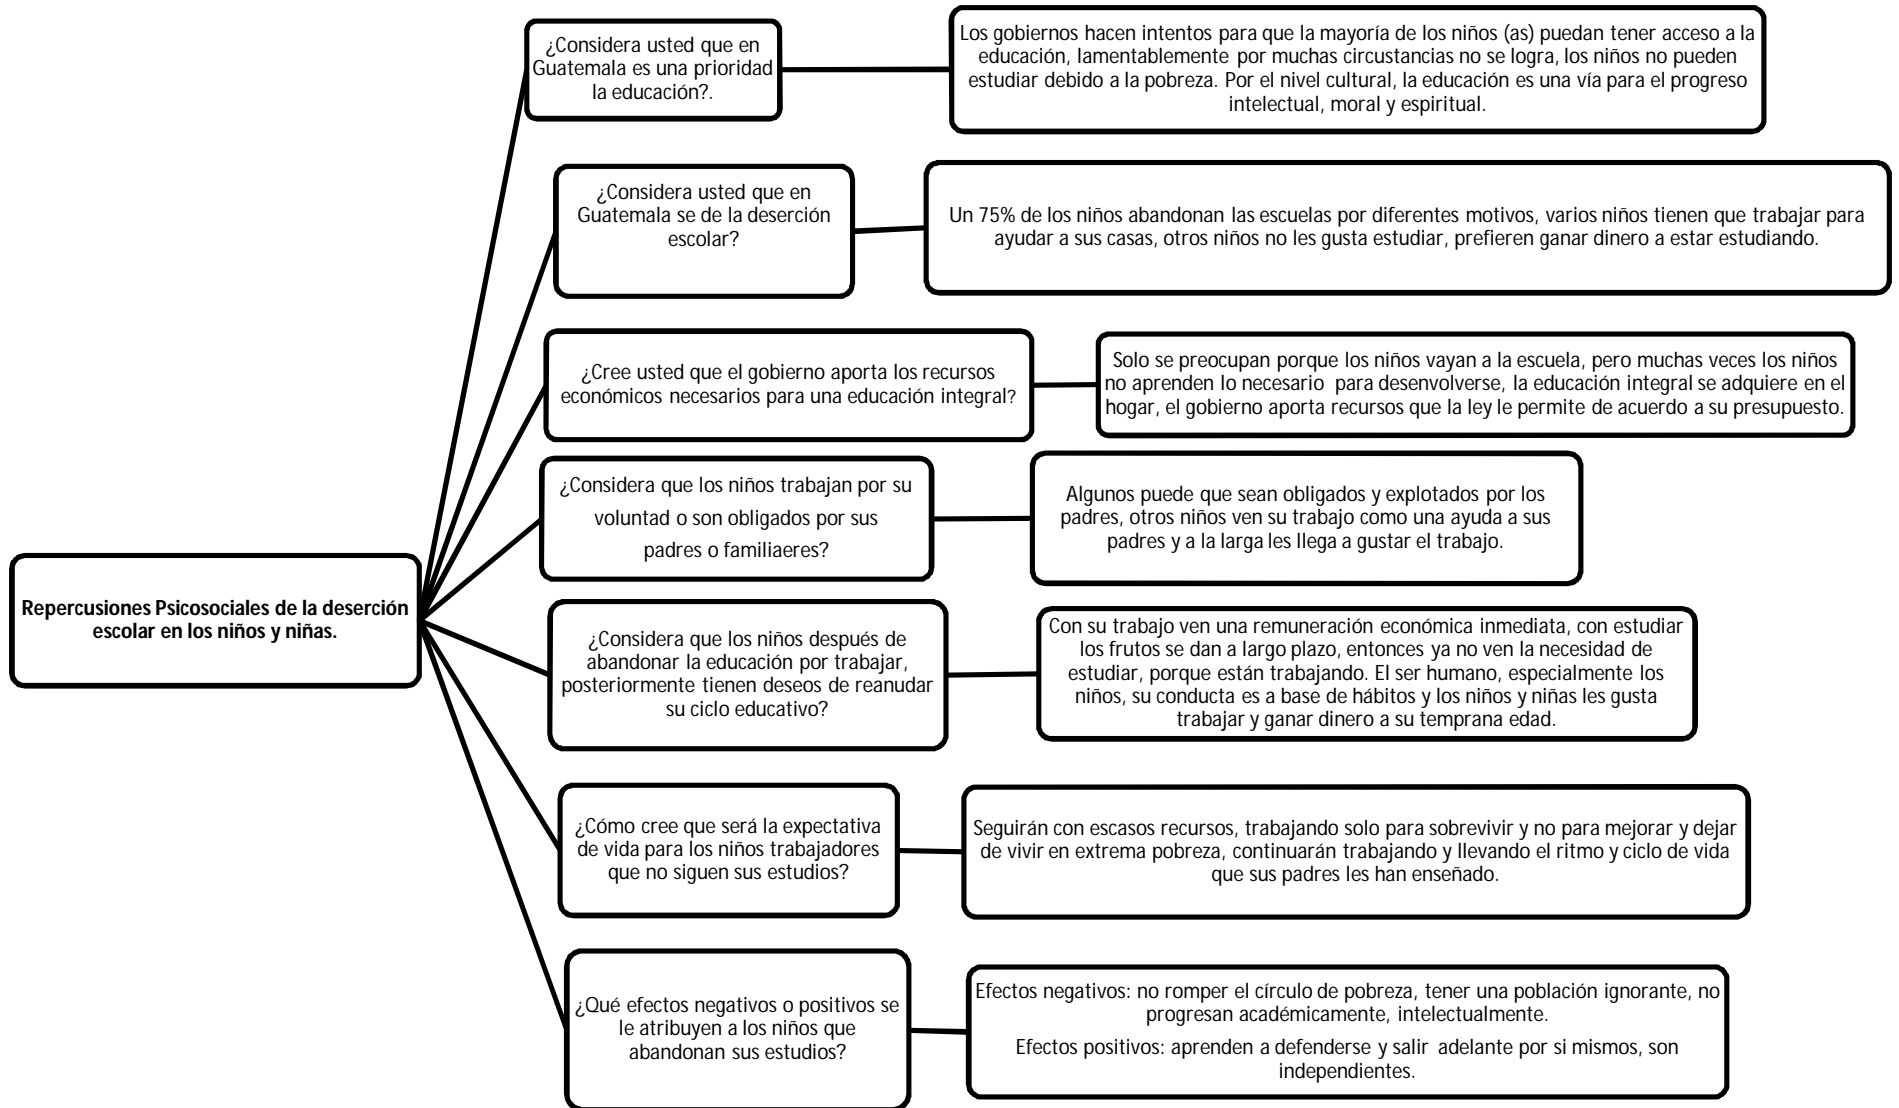 ¿Considera usted que en
Guatemala es una prioridad
la educación?.
Los gobiernos hacen intentos para que la mayoría de los niños (as) puedan tener acceso a la
educación, lamentablemente por muchas circustancias no se logra, los niños no pueden
estudiar debido a la pobreza. Por el nivel cultural, la educación es una vía para el progreso
intelectual, moral y espiritual.
¿Considera usted que en
Guatemala se de la deserción
escolar?
Un 75% de los niños abandonan las escuelas por diferentes motivos, varios niños tienen que trabajar para
ayudar a sus casas, otros niños no les gusta estudiar, prefieren ganar dinero a estar estudiando.
¿Cree usted que el gobierno aporta los recursos
económicos necesarios para una educación integral?
Solo se preocupan porque los niños vayan a la escuela, pero muchas veces los niños
no aprenden lo necesario para desenvolverse, la educación integral se adquiere en el
hogar, el gobierno aporta recursos que la ley le permite de acuerdo a su presupuesto.
¿Considera que los niños trabajan por su
voluntad o son obligados por sus
padres o familiaeres?
Algunos puede que sean obligados y explotados por los
padres, otros niños ven su trabajo como una ayuda a sus
padres y a la larga les llega a gustar el trabajo.
Repercusiones Psicosociales de la deserción
escolar en los niños y niñas.
¿Considera que los niños después de
abandonar la educación por trabajar,
posteriormente tienen deseos de reanudar
su ciclo educativo?
Con su trabajo ven una remuneración económica inmediata, con estudiar
los frutos se dan a largo plazo, entonces ya no ven la necesidad de
estudiar, porque están trabajando. El ser humano, especialmente los
niños, su conducta es a base de hábitos y los niños y niñas les gusta
trabajar y ganar dinero a su temprana edad.
¿Cómo cree que será la expectativa
de vida para los niños trabajadores
que no siguen sus estudios?
Seguirán con escasos recursos, trabajando solo para sobrevivir y no para mejorar y dejar
de vivir en extrema pobreza, continuarán trabajando y llevando el ritmo y ciclo de vida
que sus padres les han enseñado.
¿Qué efectos negativos o positivos se
le atribuyen a los niños que
abandonan sus estudios?
Efectos negativos: no romper el círculo de pobreza, tener una población ignorante, no
progresan académicamente, intelectualmente.
Efectos positivos: aprenden a defenderse y salir adelante por si mismos, son
independientes.